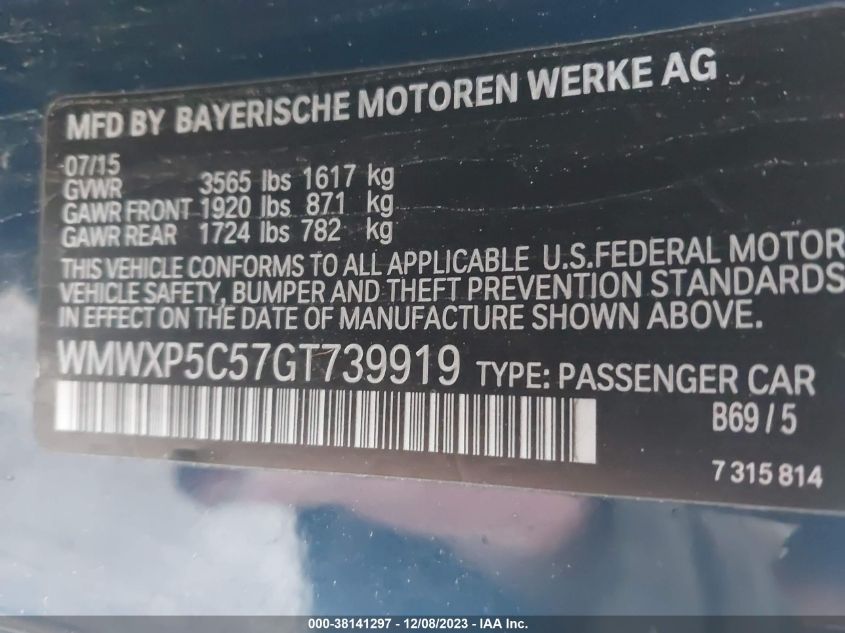 MFD BY BAYERISCHE MOTOREN WERKE AG
07/15
GVWR 3565 lbs 1617 kg
GAWR FRONT 1920 lbs 871 kg
GAWR REAR 1724 lbs 782 kg
THIS VEHICLE CONFORMS TO ALL APPLICABLE U.S.FEDERAL MOTOR
VEHICLE SAFETY, BUMPER AND THEFT PREVENTION STANDARDS
IN EFFECT ON THE DATE OF MANUFACTURE SHOWN ABOVE.
WMWXP5C57GT739919 TYPE: PASSENGER CAR
B69 / 5
7 315 814
000-38141297 - 12/08/2023 - IAA Inc.